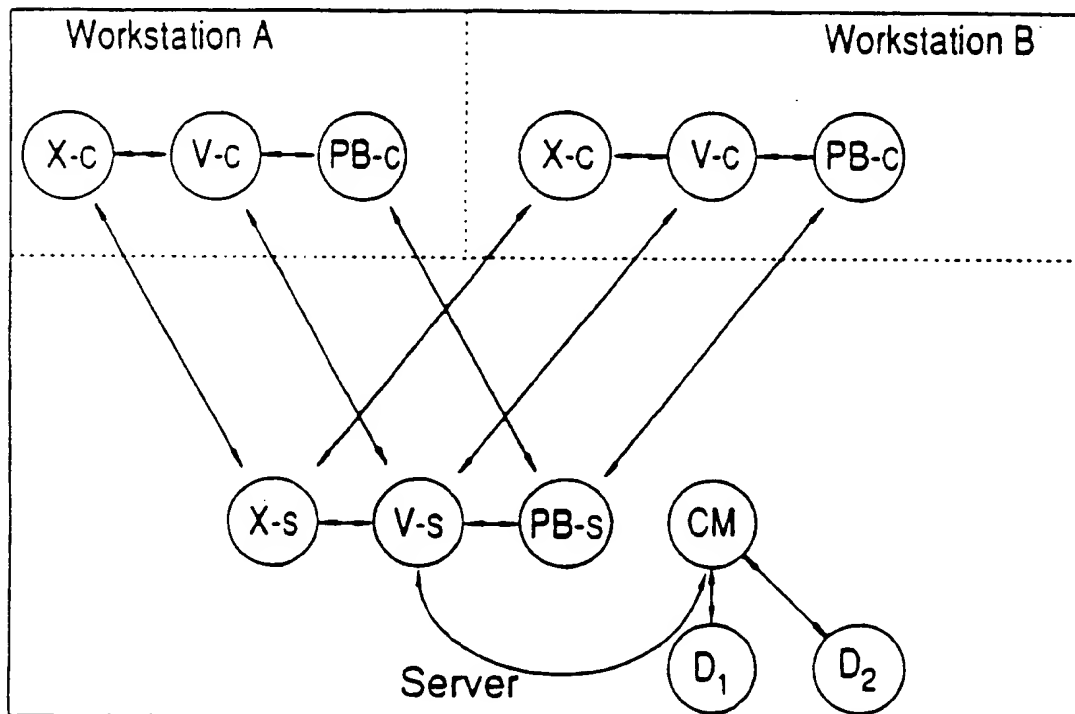 Workstation A
Workstation B
X-c
V-c
PB-c
X-c
V-c
PB-c
X-s
V-s
PB-s
CM
Server
D1
D2